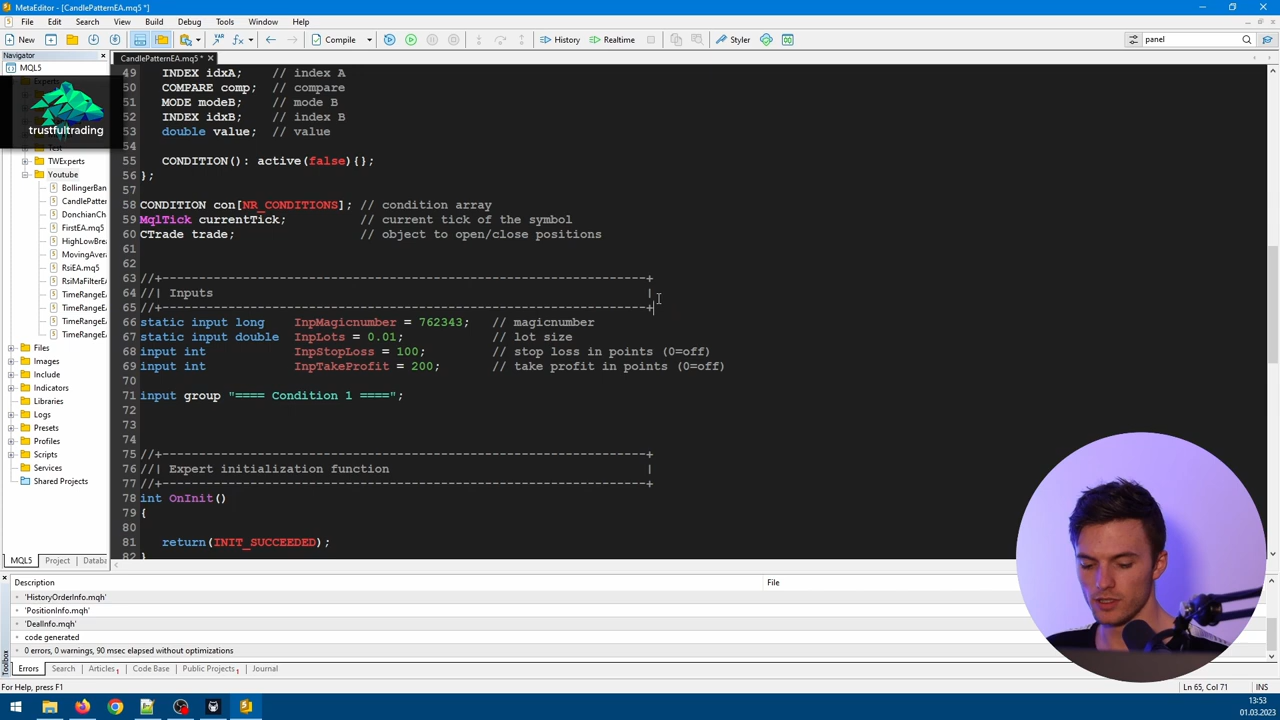 MetaEditor - [CandlePatternEA.mq5 *]
File Edit Search View Build Debug Tools Window Help
New Compile History Realtime Styler panel
Navigator
CandlePatternEA.mq5 *
MQL5
trustfultrading
TWExperts
Youtube
BollingerBan
CandlePatter
DonchianCh
FirstEA.mq5
HighLowBre
MovingAver
RsiEA.mq5
RsiMaFilterEA
TimeRangeE
TimeRangeE
TimeRangeE
TimeRangeE
Files
Images
Include
Indicators
Libraries
Logs
Presets
Profiles
Scripts
Services
Shared Projects
MQL5 Project Databa
49 INDEX idxA; // index A
50 COMPARE comp; // compare
51 MODE modeB; // mode B
52 INDEX idxB; // index B
53 double value; // value
54
55 CONDITION(): active(false){};
56 };
57
58 CONDITION con[NR_CONDITIONS]; // condition array
59 MqlTick currentTick; // current tick of the symbol
60 CTrade trade; // object to open/close positions
61
62
63 //+------------------------------------------------------------------+
64 //| Inputs |
65 //+------------------------------------------------------------------+
66 static input long InpMagicnumber = 762343; // magicnumber
67 static input double InpLots = 0.01; // lot size
68 input int InpStopLoss = 100; // stop loss in points (0=off)
69 input int InpTakeProfit = 200; // take profit in points (0=off)
70
71 input group "==== Condition 1 ====";
72
73
74
75 //+------------------------------------------------------------------+
76 //| Expert initialization function |
77 //+------------------------------------------------------------------+
78 int OnInit()
79 {
80
81 return(INIT_SUCCEEDED);
82 }
Description File
'HistoryOrderInfo.mqh'
'PositionInfo.mqh'
'DealInfo.mqh'
code generated
0 errors, 0 warnings, 90 msec elapsed without optimizations
Toolbox
Errors Search Articles 1 Code Base Public Projects 1 Journal
For Help, press F1 Ln 65, Col 71 INS
13:53
01.03.2023